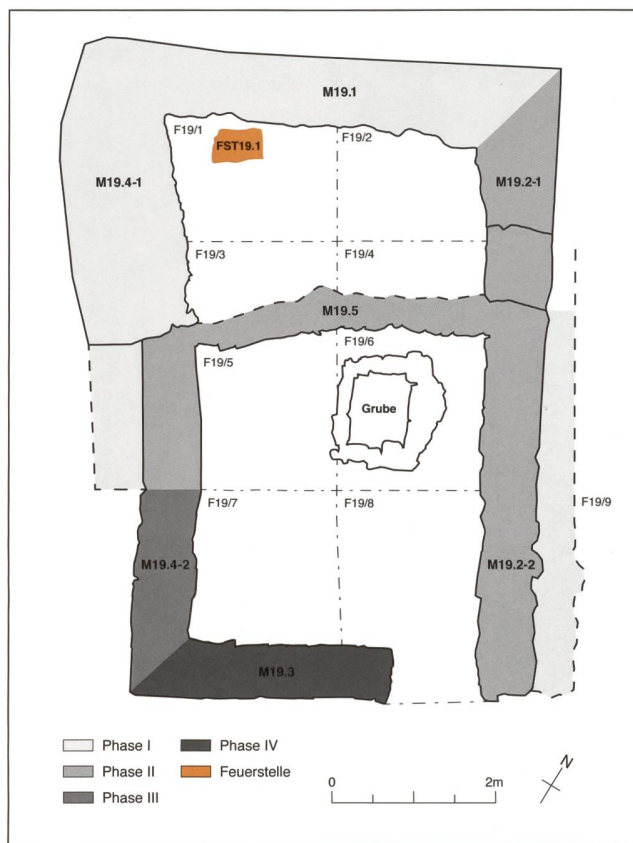 M19.1
F19/1
F19/2
FST19.1
M19.4-1
M19.2-1
F19/3
F19/4
M19.5
F19/5
F19/6
Grube
F19/7
F19/8
F19/9
M19.4-2
M19.2-2
M19.3
Phase I
Phase IV
Phase II
Feuerstelle
Phase III
0
2m
N